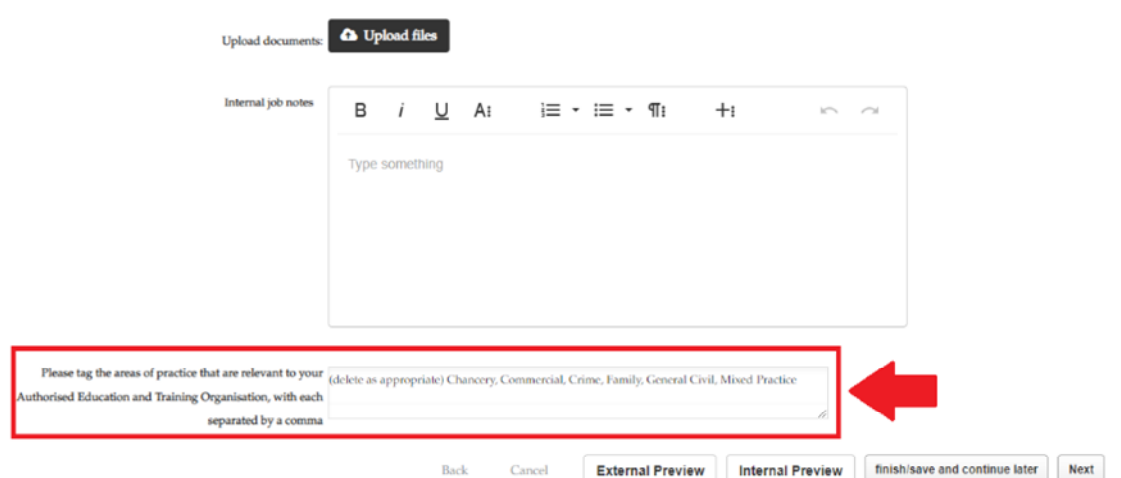 Upload documents:
Upload files
Internal job notes
B i U A
Type something
Please tag the areas of practice that are relevant to your
Authorised Education and Training Organisation, with each
separated by a comma
(delete as appropriate) Chancery, Commercial, Crime, Family, General Civil, Mixed Practice
Back Cancel External Preview Internal Preview finish/save and continue later Next